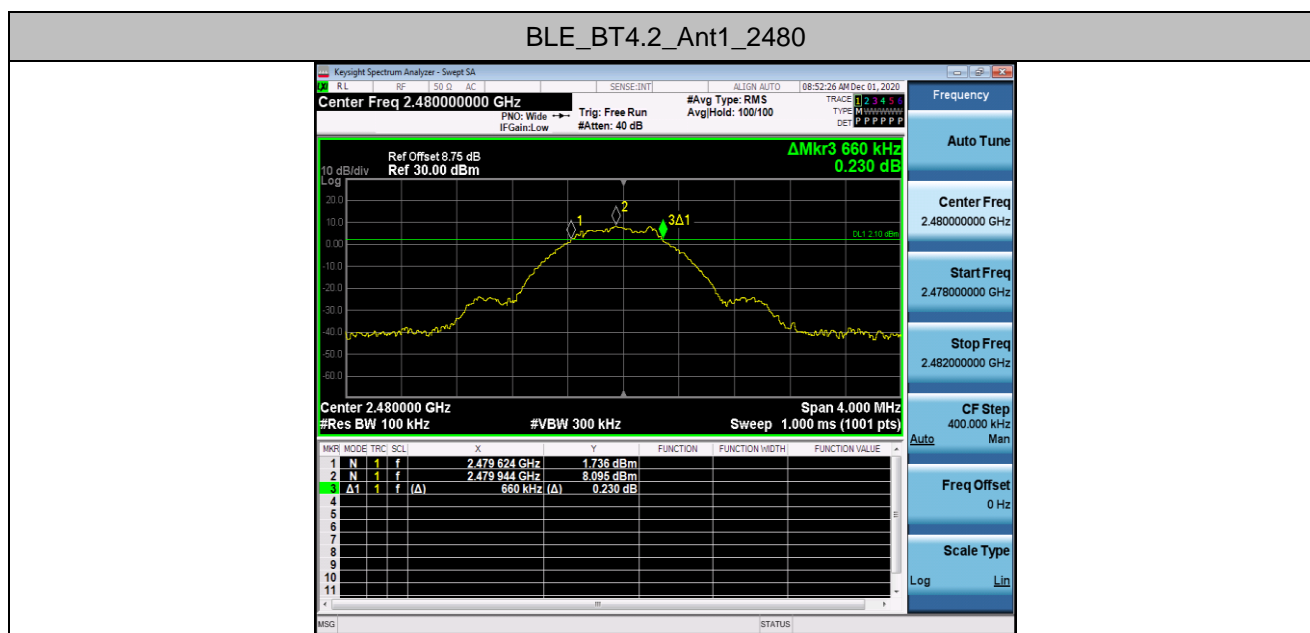 BLE_BT4.2_Ant1_2480
Keysight Spectrum Analyzer - Swept SA
RL RF 50 Ω AC SENSE:INT ALIGN AUTO 08:52:26 AM Dec 01, 2020
Center Freq 2.480000000 GHz
PNO: Wide
IFGain:Low
Trig: Free Run
#Atten: 40 dB
#Avg Type: RMS
Avg|Hold: 100/100
TRACE 1 2 3 4 5 6
TYPE M WWWWW
DET P P P P P P
ΔMkr3 660 kHz
0.230 dB
Ref Offset 8.75 dB
10 dB/div Ref 30.00 dBm
Log
20.0
10.0
0.00
-10.0
-20.0
-30.0
-40.0
-50.0
-60.0
1
2
3Δ1
DL1 2.10 dBm
Center 2.480000 GHz Span 4.000 MHz
#Res BW 100 kHz #VBW 300 kHz Sweep 1.000 ms (1001 pts)
MKR MODE TRC SCL X Y FUNCTION FUNCTION WIDTH FUNCTION VALUE
1 N 1 f 2.479 624 GHz 1.736 dBm
2 N 1 f 2.479 944 GHz 8.095 dBm
3 Δ1 1 f (Δ) 660 kHz (Δ) 0.230 dB
4
5
6
7
8
9
10
11
MSG STATUS
Frequency
Auto Tune
Center Freq
2.480000000 GHz
Start Freq
2.478000000 GHz
Stop Freq
2.482000000 GHz
CF Step
400.000 kHz
Auto Man
Freq Offset
0 Hz
Scale Type
Log Lin